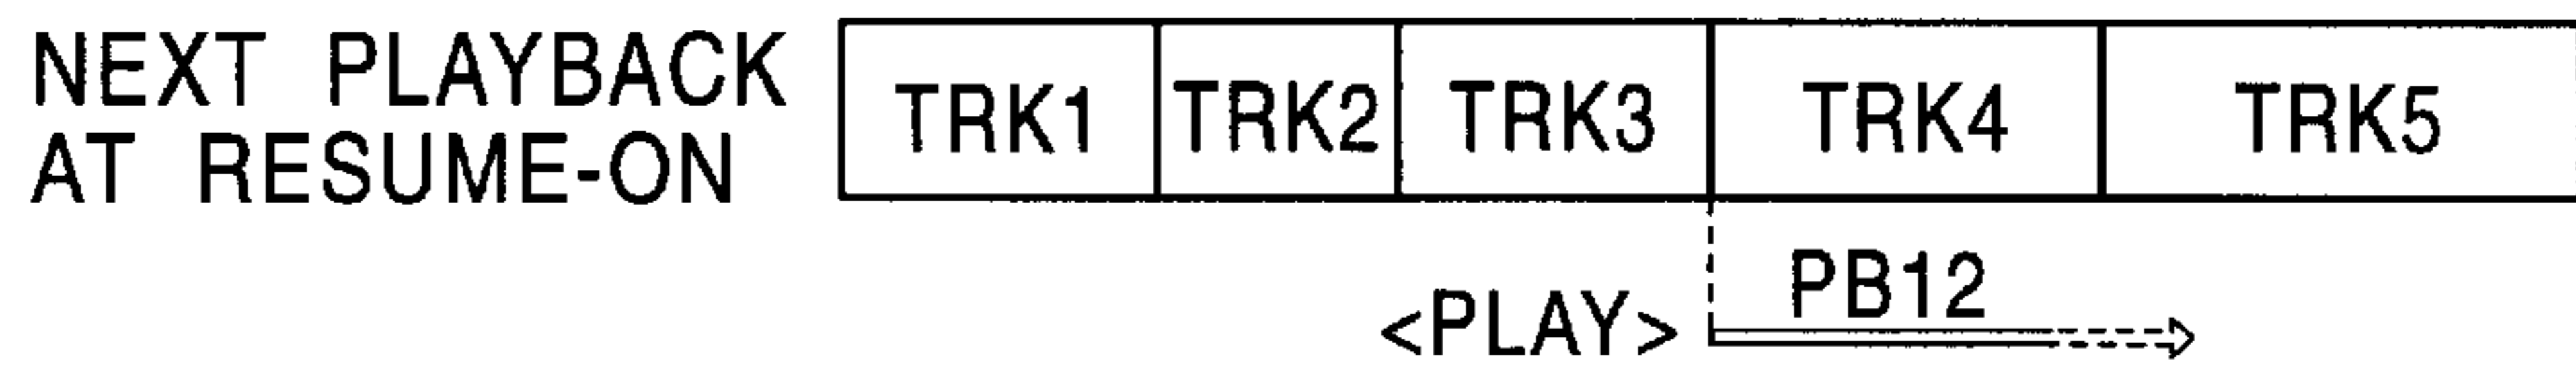 NEXT PLAYBACK
AT RESUME-ON
TRK1 TRK2 TRK3 TRK4 TRK5
PB12
<PLAY>